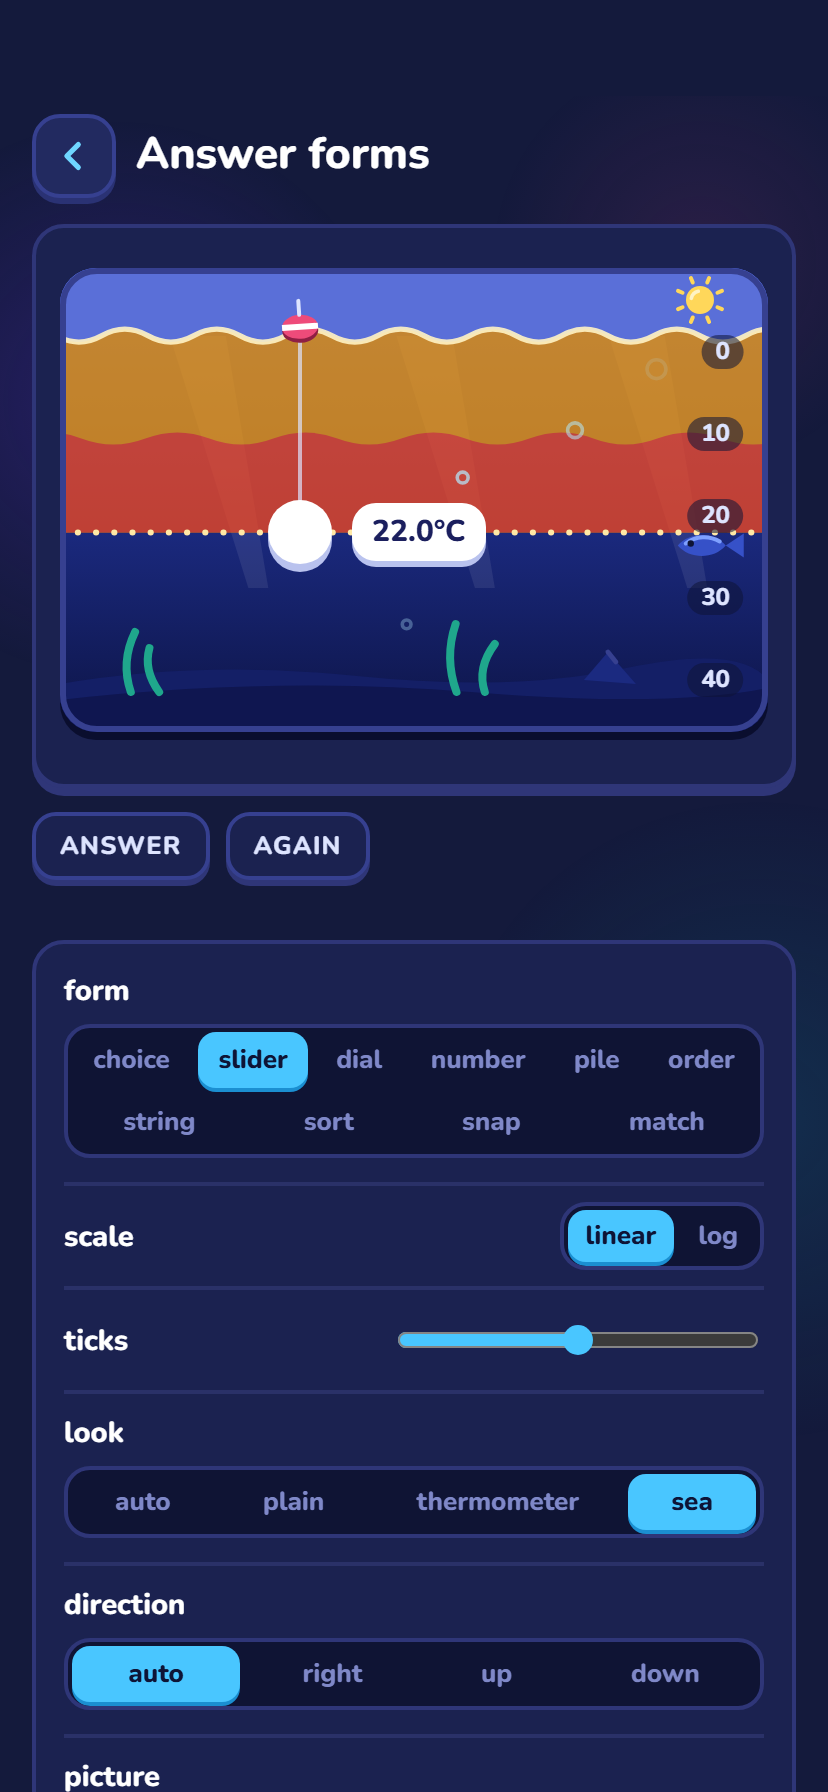 Answer forms
0
10
20
22.0°C
30
40
ANSWER AGAIN
form
choice slider dial number pile order
string sort snap match
scale linear log
ticks
look
auto plain thermometer sea
direction
auto right up down
picture